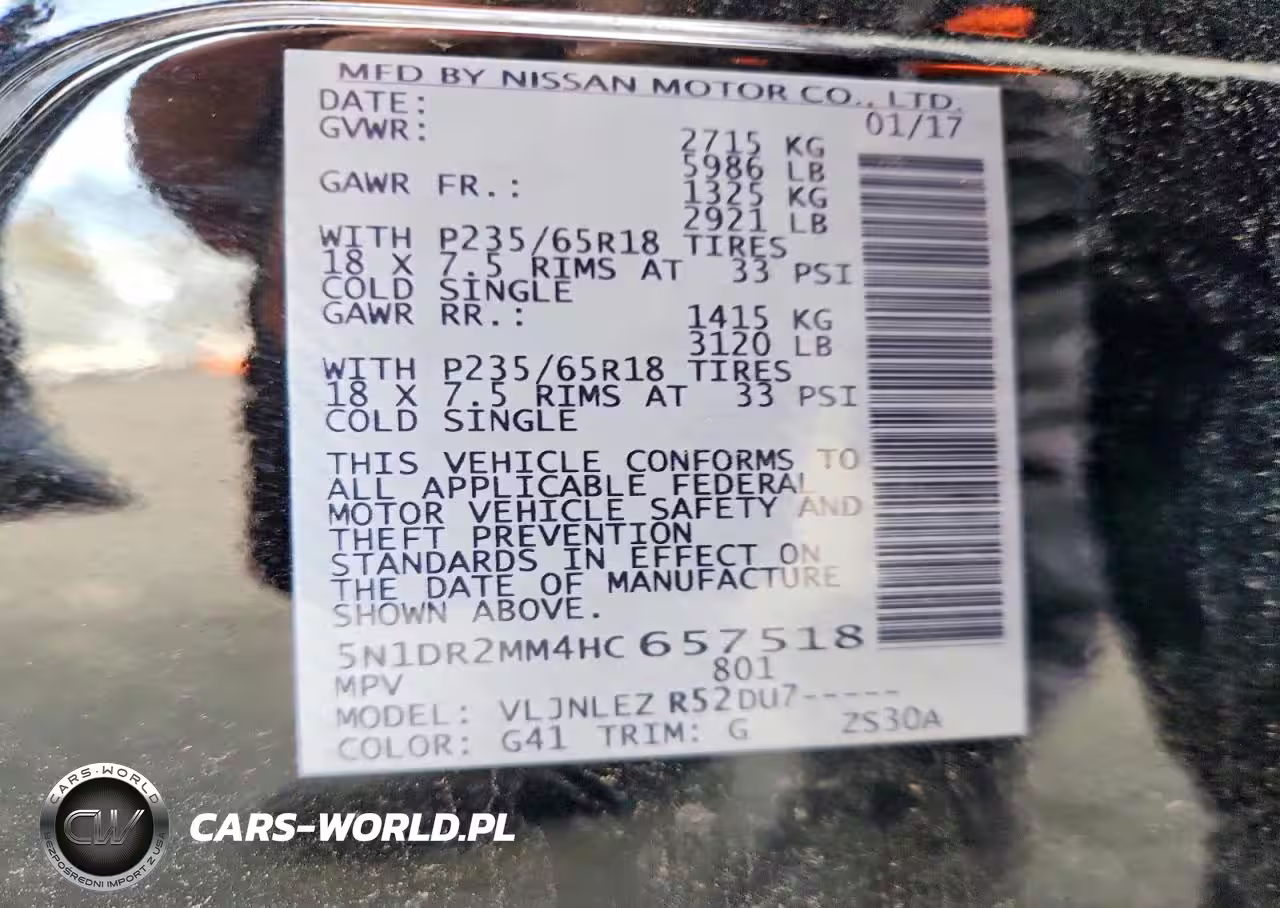 MFD BY NISSAN MOTOR CO., LTD.
DATE: 01/17
GVWR: 2715 KG
5986 LB
GAWR FR.: 1325 KG
2921 LB
WITH P235/65R18 TIRES
18 X 7.5 RIMS AT 33 PSI
COLD SINGLE
GAWR RR.: 1415 KG
3120 LB
WITH P235/65R18 TIRES
18 X 7.5 RIMS AT 33 PSI
COLD SINGLE
THIS VEHICLE CONFORMS TO
ALL APPLICABLE FEDERAL
MOTOR VEHICLE SAFETY AND
THEFT PREVENTION
STANDARDS IN EFFECT ON
THE DATE OF MANUFACTURE
SHOWN ABOVE.
5N1DR2MM4HC657518
MPV 801
MODEL: VLJNLEZ R52DU7-----
COLOR: G41 TRIM: G ZS30A
CARS-WORLD
CW
BEZPOŚREDNI IMPORT Z USA
CARS-WORLD.PL